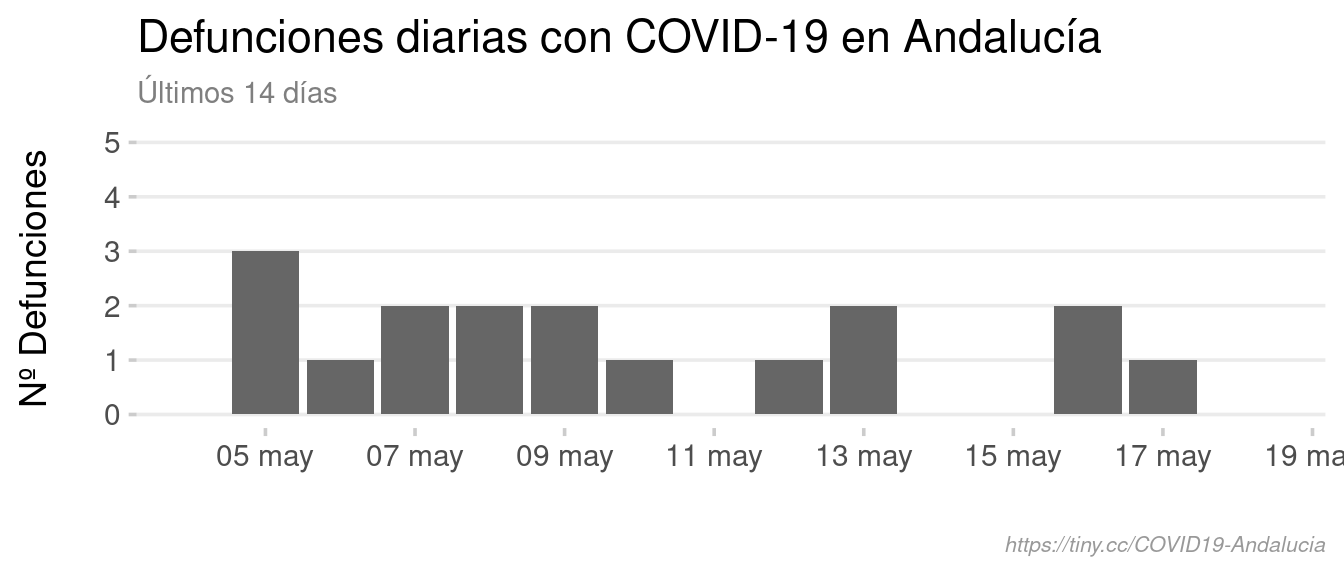 Defunciones diarias con COVID-19 en Andalucía
Últimos 14 días
Nº Defunciones
5
4
3
2
1
0
05 may 07 may 09 may 11 may 13 may 15 may 17 may 19 ma
https://tiny.cc/COVID19-Andalucia